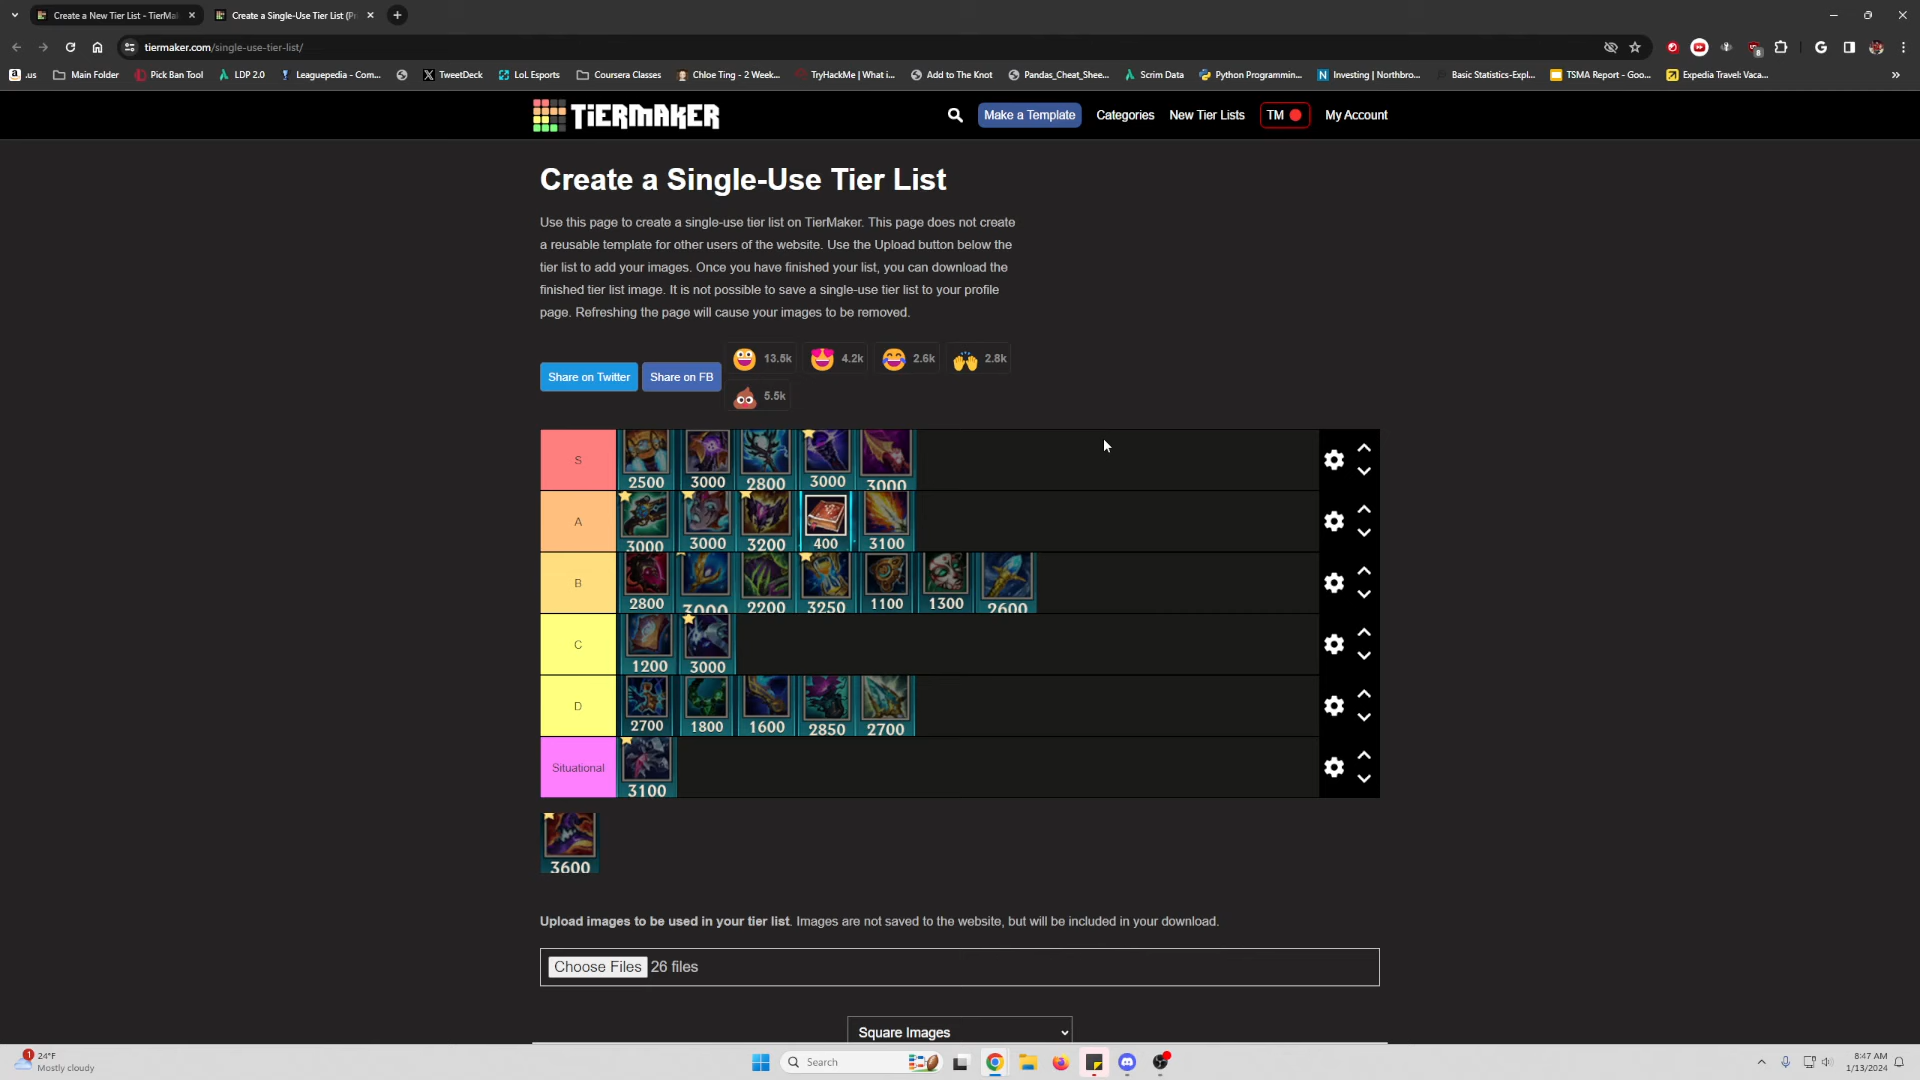 Create a New Tier List - TierMa
Create a Single-Use Tier List (P
tiermaker.com/single-use-tier-list/
.us
Main Folder
Pick Ban Tool
LDP 2.0
Leaguepedia - Com...
TweetDeck
LoL Esports
Coursera Classes
Chloe Ting - 2 Week...
TryHackMe | What i...
Add to The Knot
Pandas_Cheat_Shee...
Scrim Data
Python Programmin...
Investing | Northbro...
Basic Statistics-Expl...
TSMA Report - Goo...
Expedia Travel: Vaca...
TiERMAKER
Make a Template
Categories
New Tier Lists
TM
My Account
Create a Single-Use Tier List
Use this page to create a single-use tier list on TierMaker. This page does not create
a reusable template for other users of the website. Use the Upload button below the
tier list to add your images. Once you have finished your list, you can download the
finished tier list image. It is not possible to save a single-use tier list to your profile
page. Refreshing the page will cause your images to be removed.
Share on Twitter
Share on FB
13.5k
4.2k
2.6k
2.8k
5.5k
S
2500 3000 2800 3000 3000
A
3000 3000 3200 400 3100
B
2800 3000 2200 3250 1100 1300 2600
C
1200 3000
D
2700 1800 1600 2850 2700
Situational
3100
3600
Upload images to be used in your tier list. Images are not saved to the website, but will be included in your download.
Choose Files 26 files
Square Images
1
24°F
Mostly cloudy
Search
8:47 AM
1/13/2024